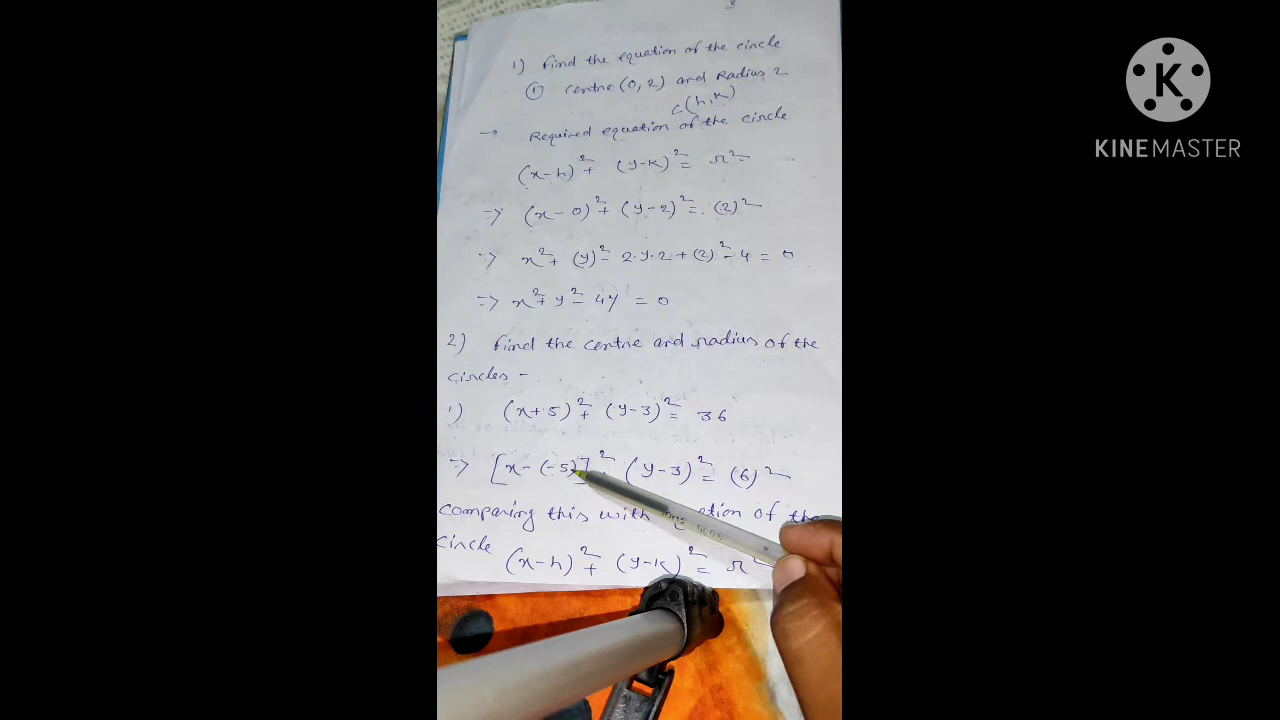 1) Find the equation of the circle
① Centre (0, 2) and Radius 2
C(h, k)
→ Required equation of the circle
(x-h)² + (y-k)² = r²
⇒ (x-0)² + (y-2)² = (2)²
⇒ x² + (y)² - 2·y·2 + (2)² - 4 = 0
⇒ x² + y² - 4y = 0
2) Find the centre and radius of the
circles -
1) (x+5)² + (y-3)² = 36
⇒ [x-(-5)]² (y-3)² = (6)²
comparing this with of the
circle (x-h)² + (y-k)² = r²
K
KINEMASTER